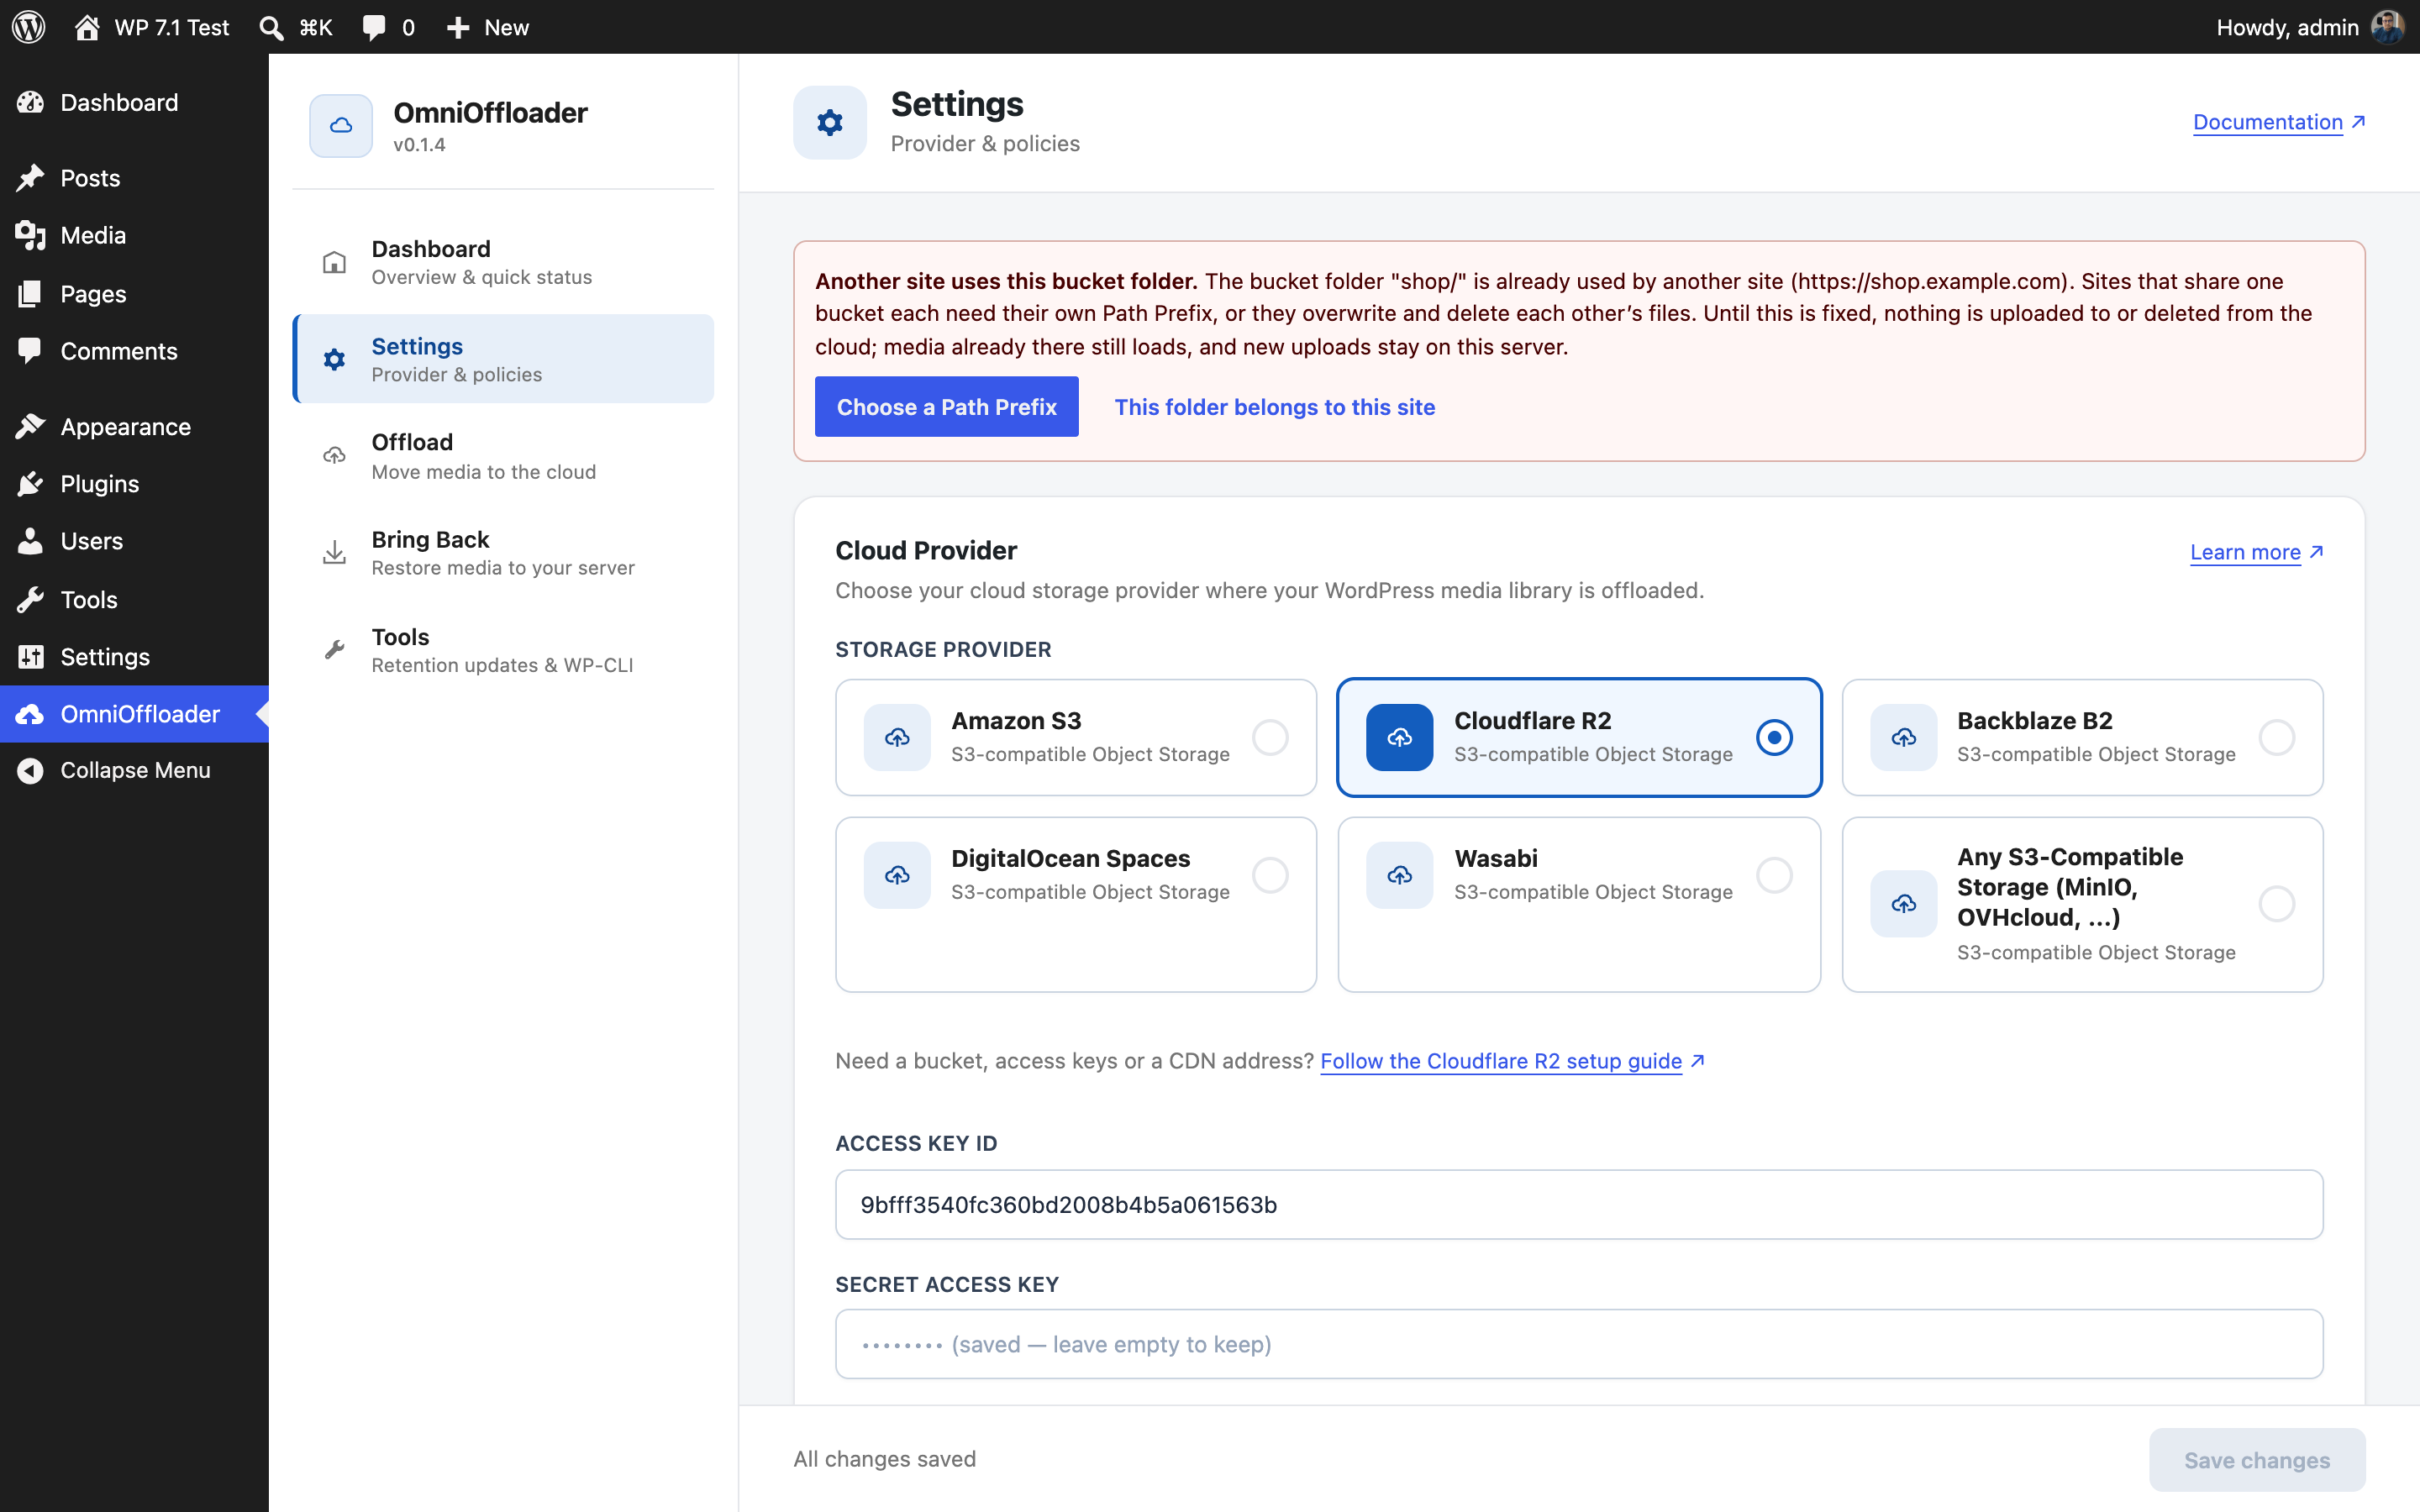 WP 7.1 Test
⌘K
0
New
Howdy, admin
Dashboard
Posts
Media
Pages
Comments
Appearance
Plugins
Users
Tools
Settings
OmniOffloader
Collapse Menu
OmniOffloader
v0.1.4
Dashboard
Overview & quick status
Settings
Provider & policies
Offload
Move media to the cloud
Bring Back
Restore media to your server
Tools
Retention updates & WP-CLI
Settings
Provider & policies
Documentation ↗
Another site uses this bucket folder. The bucket folder "shop/" is already used by another site (https://shop.example.com). Sites that share one
bucket each need their own Path Prefix, or they overwrite and delete each other’s files. Until this is fixed, nothing is uploaded to or deleted from the
cloud; media already there still loads, and new uploads stay on this server.
Choose a Path Prefix
This folder belongs to this site
Cloud Provider
Learn more ↗
Choose your cloud storage provider where your WordPress media library is offloaded.
STORAGE PROVIDER
Amazon S3
S3-compatible Object Storage
Cloudflare R2
S3-compatible Object Storage
Backblaze B2
S3-compatible Object Storage
DigitalOcean Spaces
S3-compatible Object Storage
Wasabi
S3-compatible Object Storage
Any S3-Compatible
Storage (MinIO,
OVHcloud, ...)
S3-compatible Object Storage
Need a bucket, access keys or a CDN address? Follow the Cloudflare R2 setup guide ↗
ACCESS KEY ID
9bfff3540fc360bd2008b4b5a061563b
SECRET ACCESS KEY
•••••••• (saved — leave empty to keep)
All changes saved
Save changes